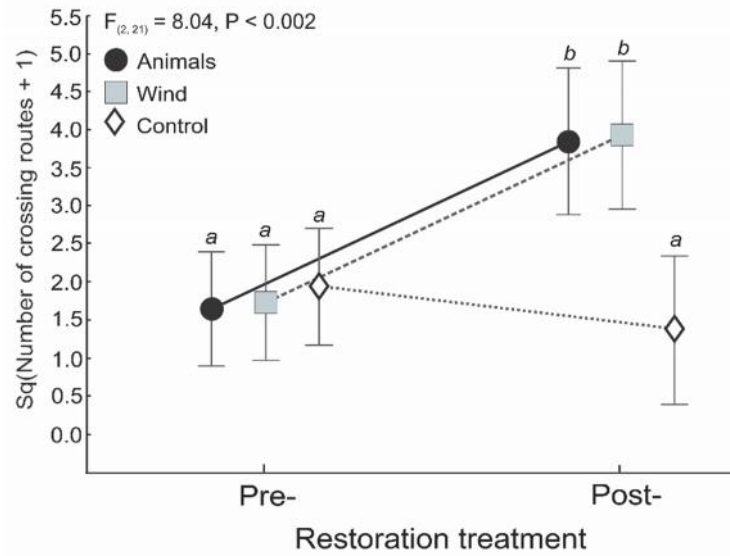 F(2, 21) = 8.04, P < 0.002
Animals
Wind
Control
Sq(Number of crossing routes + 1)
5.5
5.0
4.5
4.0
3.5
3.0
2.5
2.0
1.5
1.0
0.5
0.0
a
a
a
b
b
a
Pre-
Post-
Restoration treatment